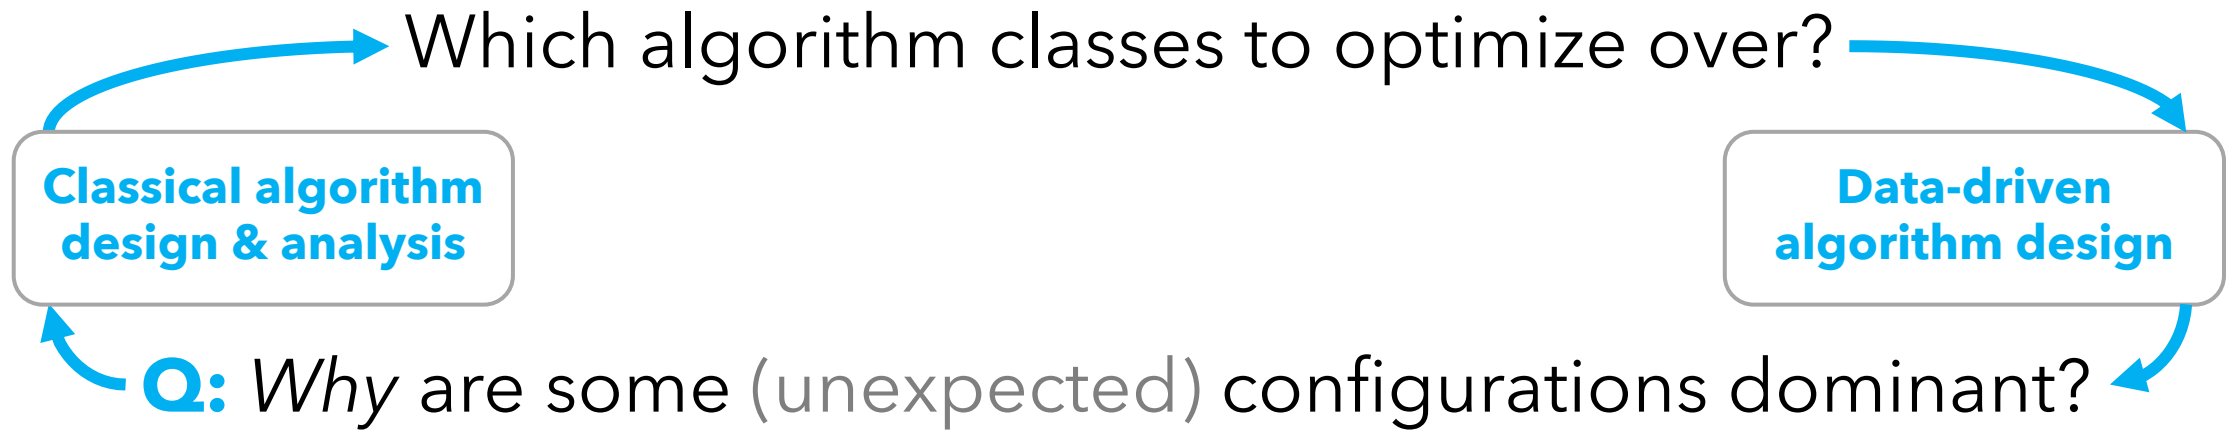 Which algorithm classes to optimize over?
Classical algorithm
design & analysis
Data-driven
algorithm design
Q: Why are some (unexpected) configurations dominant?